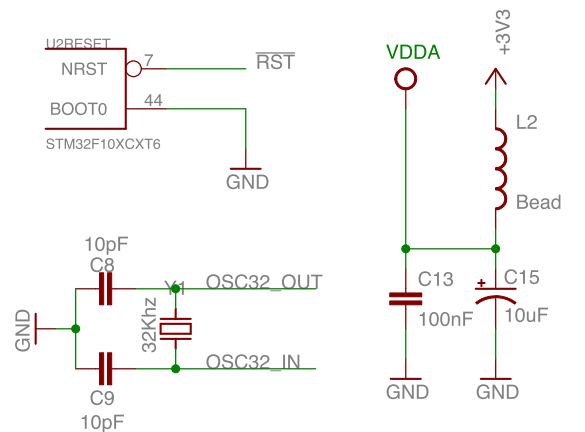 U2RESET
NRST
7
RST
BOOT0
44
STM32F10XCXT6
GND
VDDA
+3V3
L2
Bead
C13
100nF
C15
10uF
GND
GND
10pF
C8
Y1
OSC32_OUT
GND
32Khz
OSC32_IN
C9
10pF